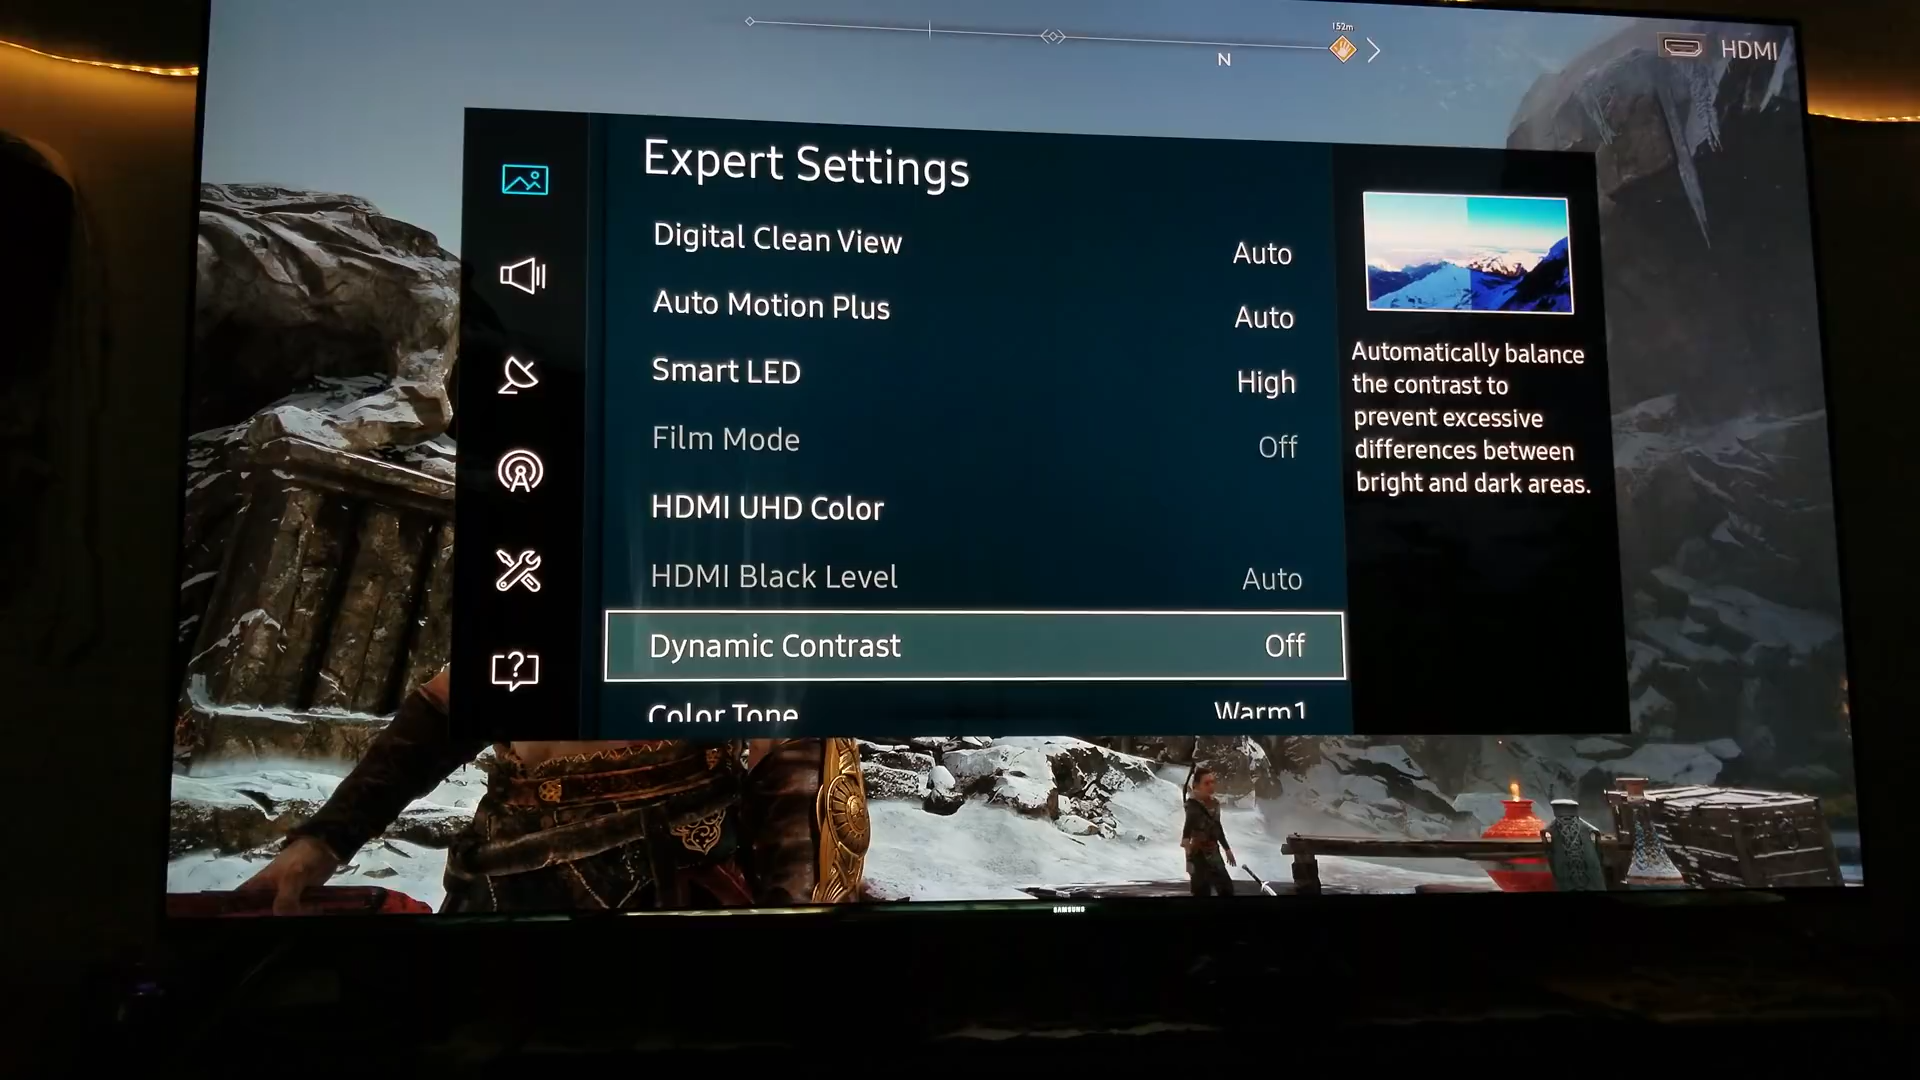 152m
N
HDMI
Expert Settings
Digital Clean View Auto
Auto Motion Plus Auto
Smart LED High
Film Mode Off
HDMI UHD Color
HDMI Black Level Auto
Dynamic Contrast Off
Color Tone Warm1
Automatically balance
the contrast to
prevent excessive
differences between
bright and dark areas.
SAMSUNG